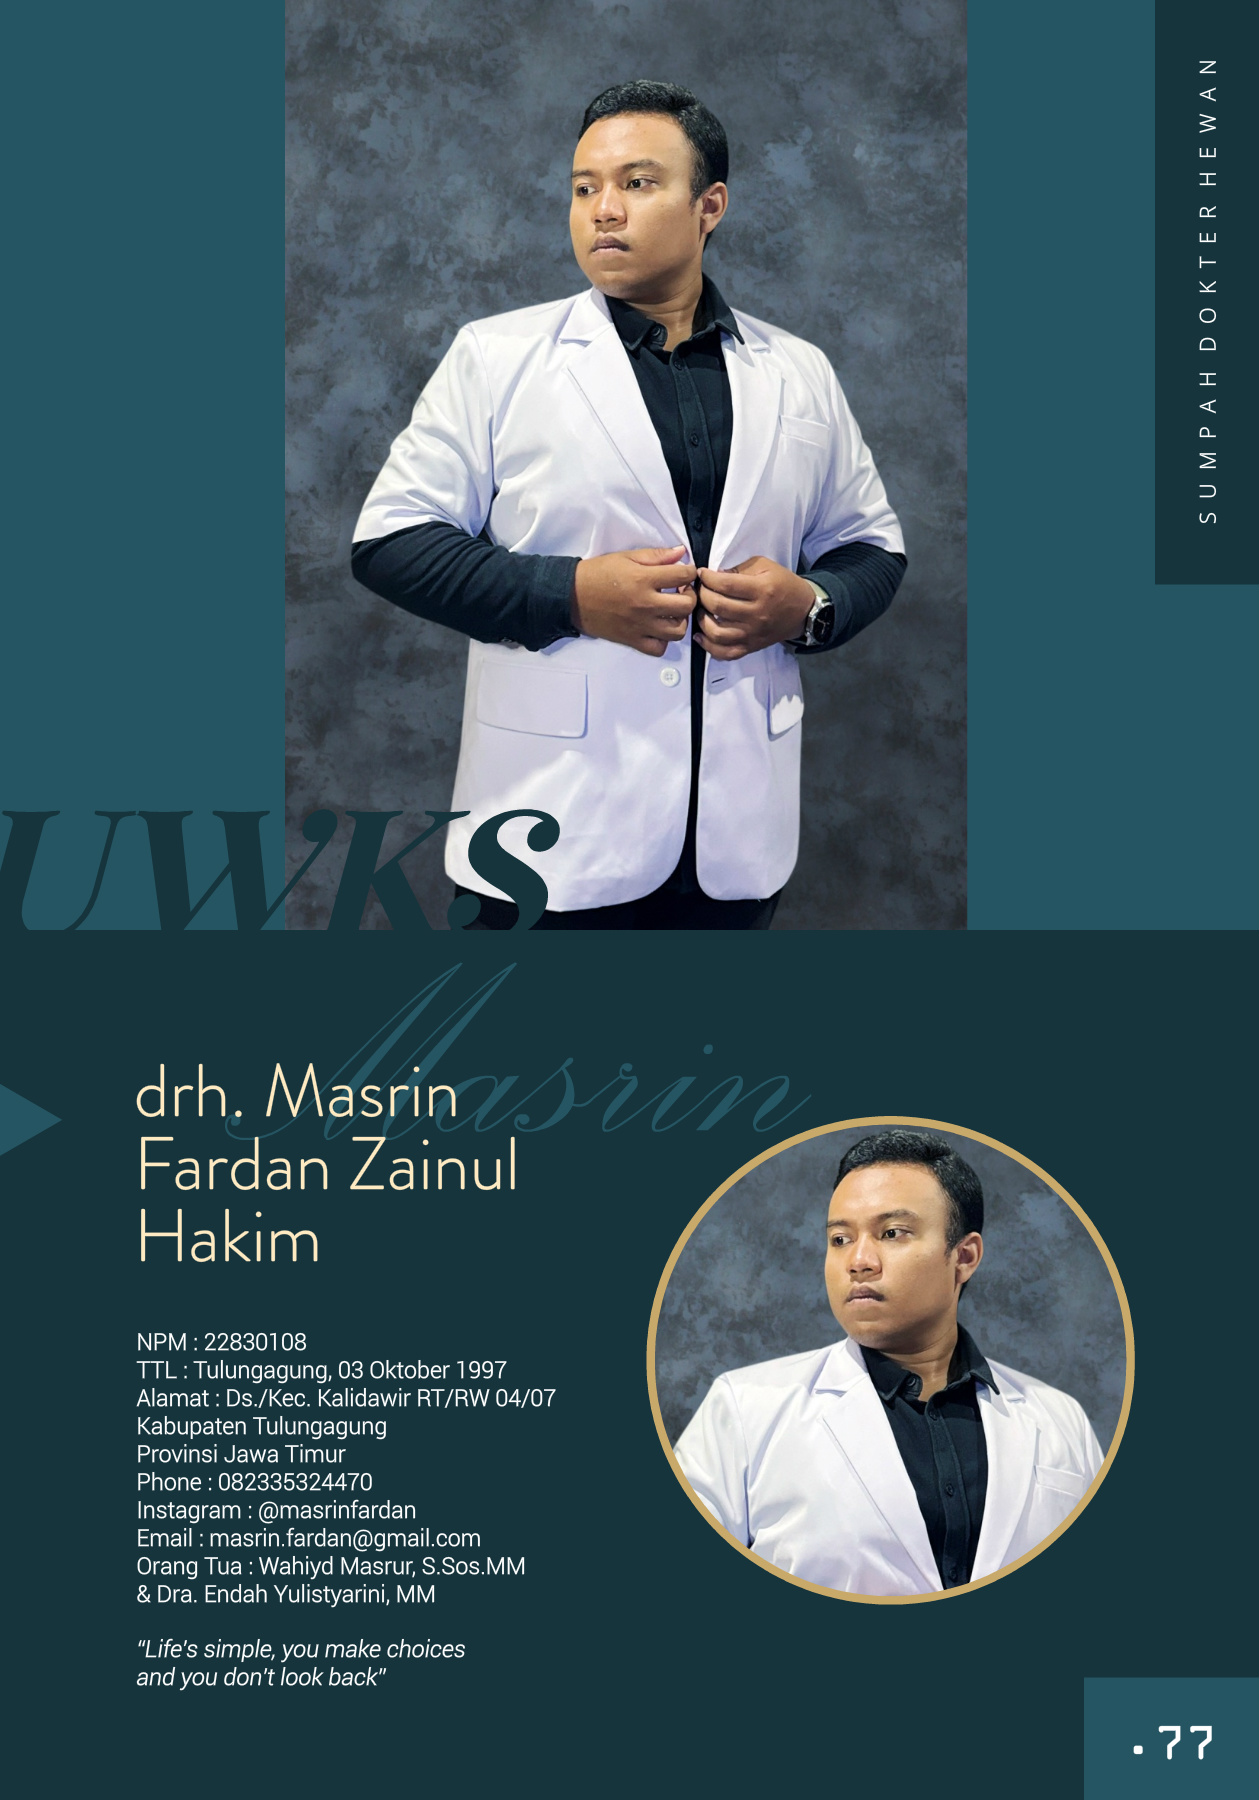 SUMPAH DOKTER HEWAN
UWKS
Masrin
drh. Masrin
Fardan Zainul
Hakim
NPM : 22830108
TTL : Tulungagung, 03 Oktober 1997
Alamat : Ds./Kec. Kalidawir RT/RW 04/07
Kabupaten Tulungagung
Provinsi Jawa Timur
Phone : 082335324470
Instagram : @masrinfardan
Email : masrin.fardan@gmail.com
Orang Tua : Wahiyd Masrur, S.Sos.MM
& Dra. Endah Yulistyarini, MM
“Life's simple, you make choices
and you don't look back”
.77